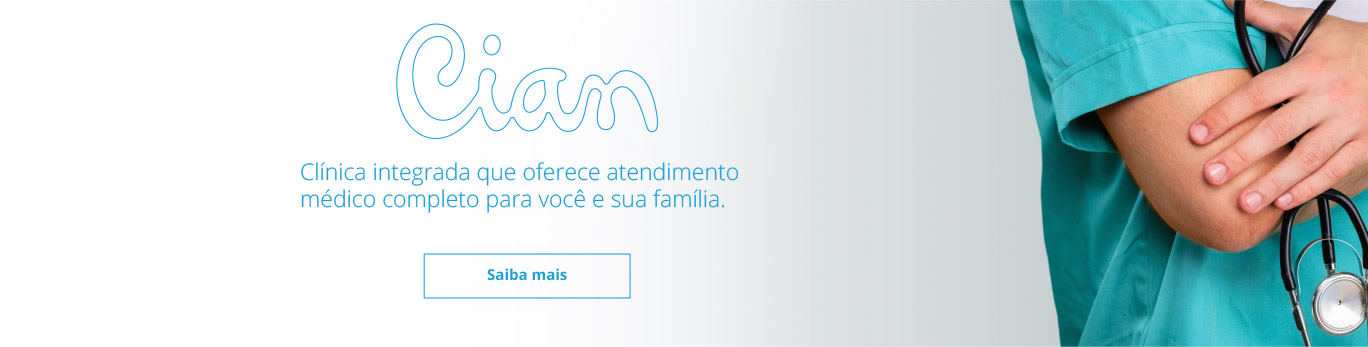 Cian
Clínica integrada que oferece atendimento
médico completo para você e sua família.
Saiba mais